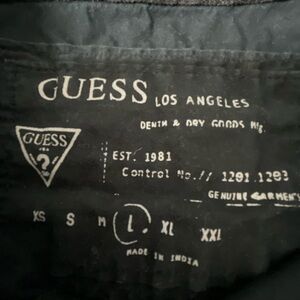 GUESS LOS ANGELES
DENIM & DRY GOODS Mfg.
GUESS
USA
?
EST. 1981
Control No.// 1201.1203
GENUINE GARMENTS
XS S M L XL XXL
MADE IN INDIA